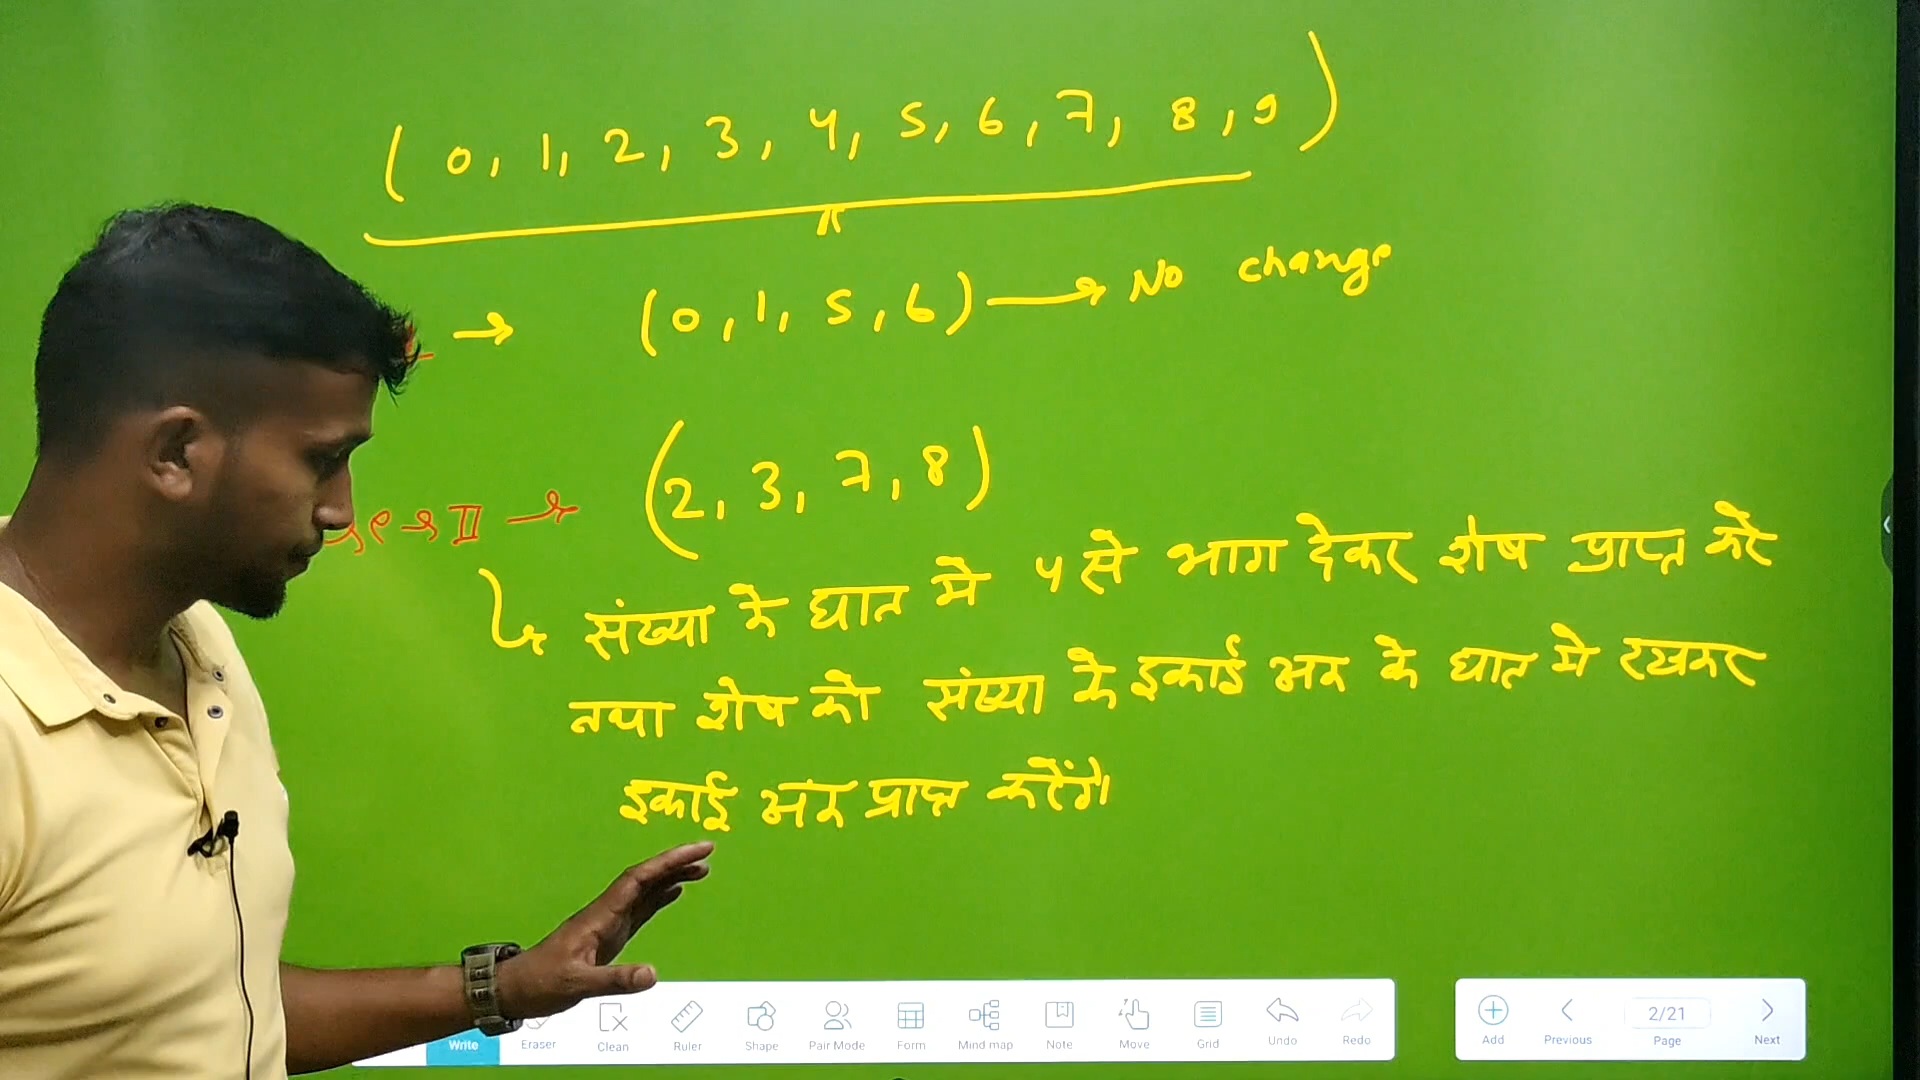 (0, 1, 2, 3, 4, 5, 6, 7, 8, 9)
→ (0, 1, 5, 6) → No change
II → (2, 3, 7, 8)
संख्या के घात मे 4 से भाग देकर शेष प्राप्त करे
नया शेष को संख्या के इकाई अंक के घात मे रखकर
इकाई अंक प्राप्त करेंगे।
Write Eraser Clean Ruler Shape Pair Mode Form Mind map Note Move Grid Undo Redo Add Previous 2/21 Page Next